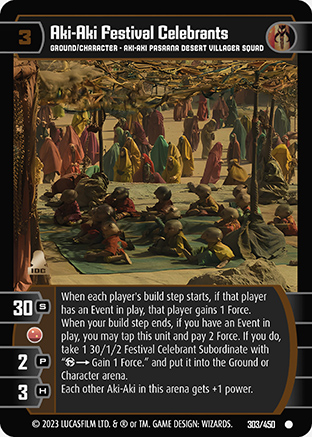 3
Aki-Aki Festival Celebrants
GROUND/CHARACTER • AKI-AKI PASAANA DESERT VILLAGER SQUAD
IDC
30 S
2 P
3 H
When each player's build step starts, if that player
has an Event in play, that player gains 1 Force.
When your build step ends, if you have an Event in
play, you may tap this unit and pay 2 Force. If you do,
take 1 30/1/2 Festival Celebrant Subordinate with
"→ Gain 1 Force." and put it into the Ground or
Character arena.
Each other Aki-Aki in this arena gets +1 power.
© 2023 LUCASFILM LTD. & ® or TM. GAME DESIGN: WIZARDS.
303/450